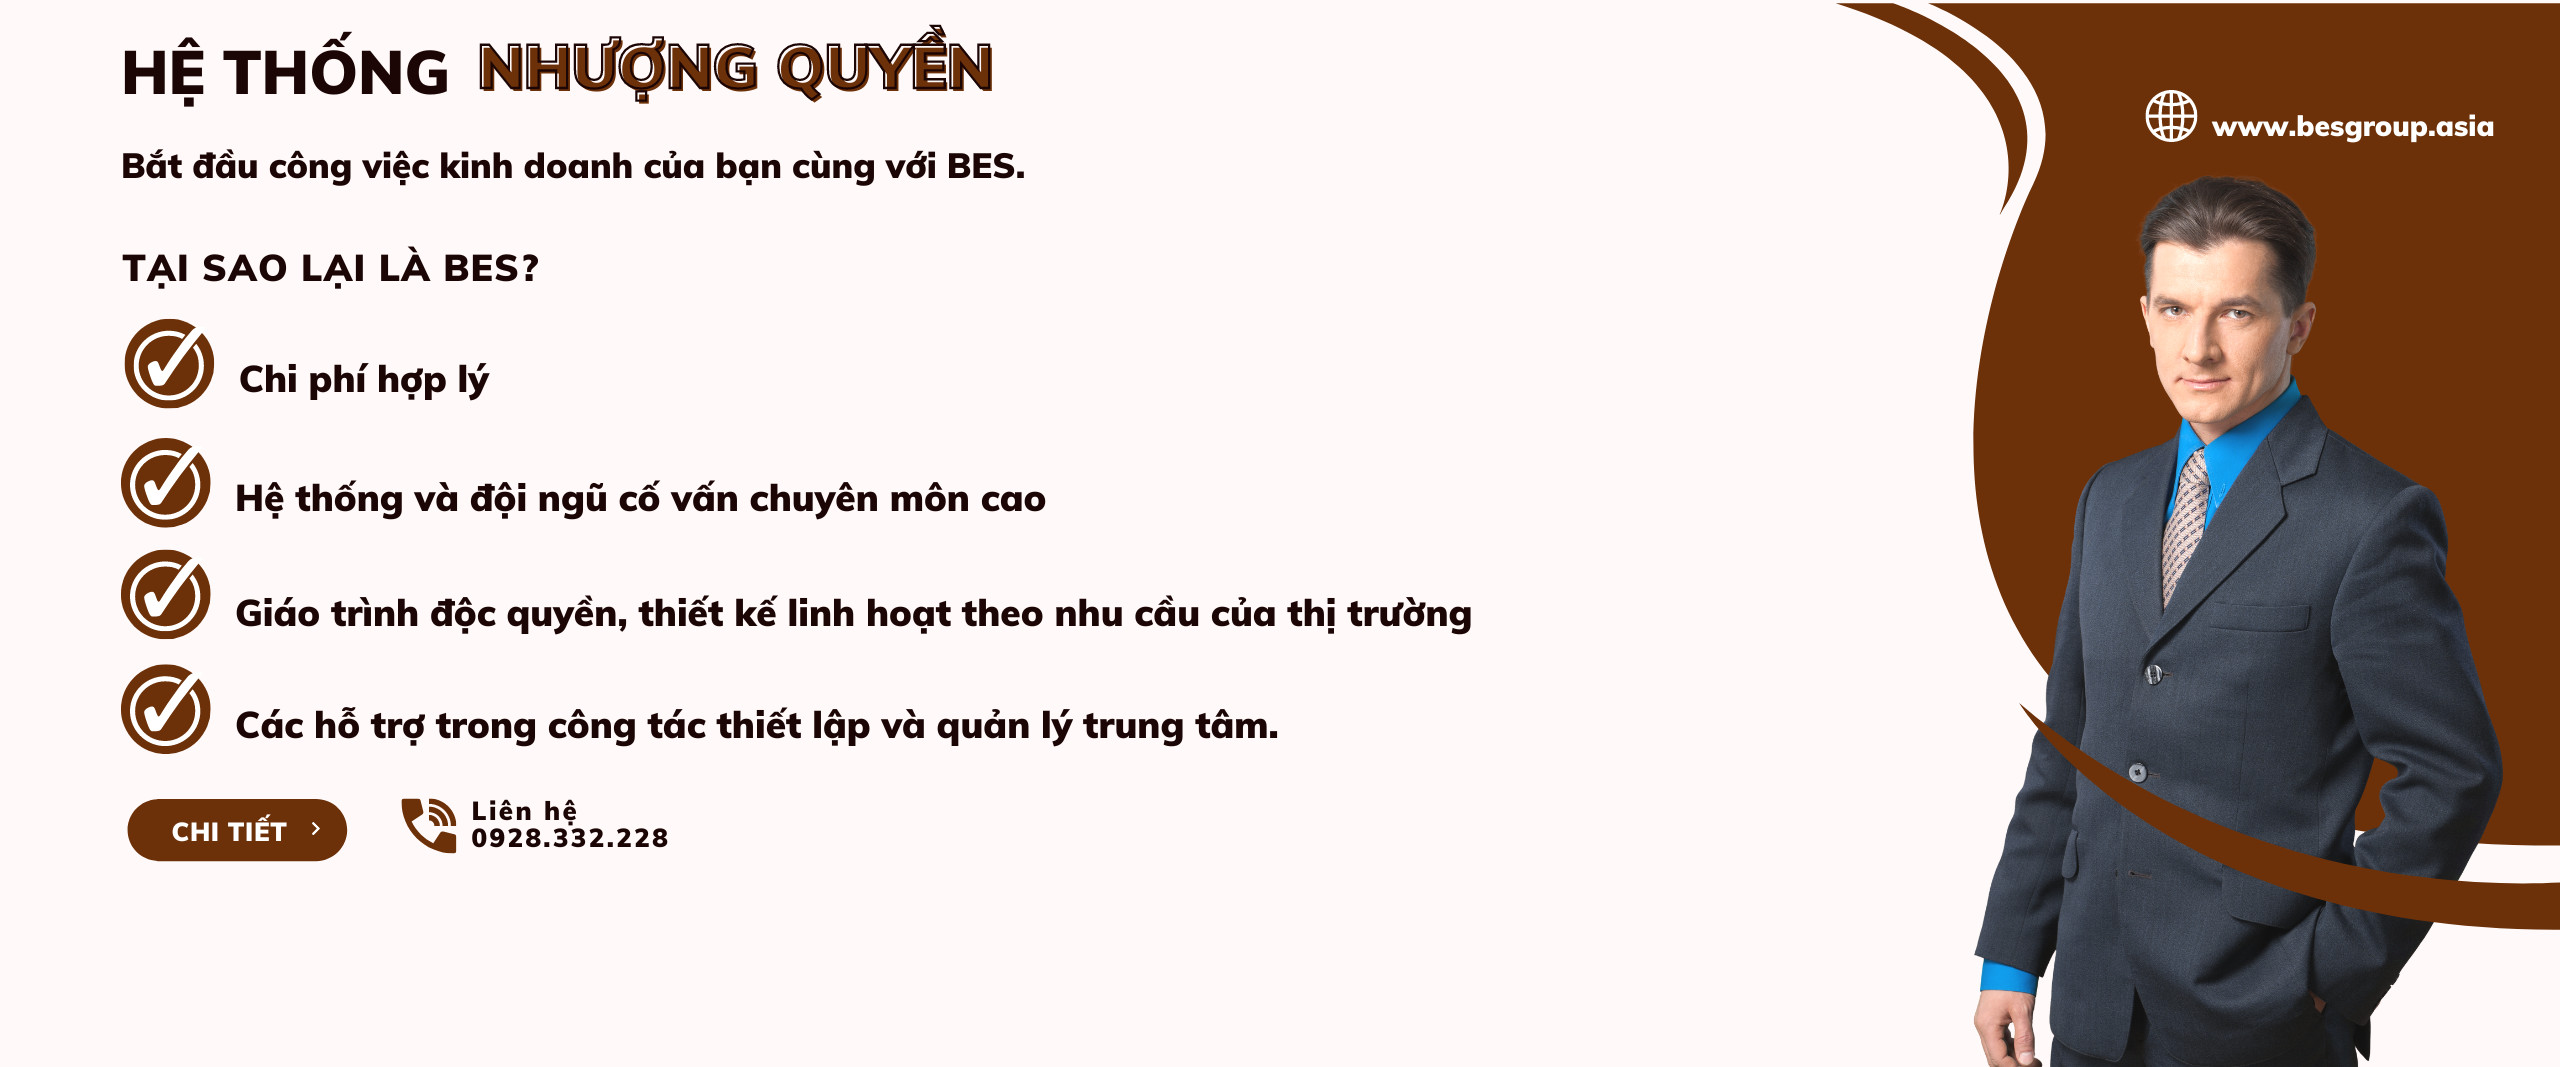 HỆ THỐNG NHƯỢNG QUYỀN
www.besgroup.asia
Bắt đầu công việc kinh doanh của bạn cùng với BES.
TẠI SAO LẠI LÀ BES?
Chi phí hợp lý
Hệ thống và đội ngũ cố vấn chuyên môn cao
Giáo trình độc quyền, thiết kế linh hoạt theo nhu cầu của thị trường
Các hỗ trợ trong công tác thiết lập và quản lý trung tâm.
CHI TIẾT
Liên hệ
0928.332.228